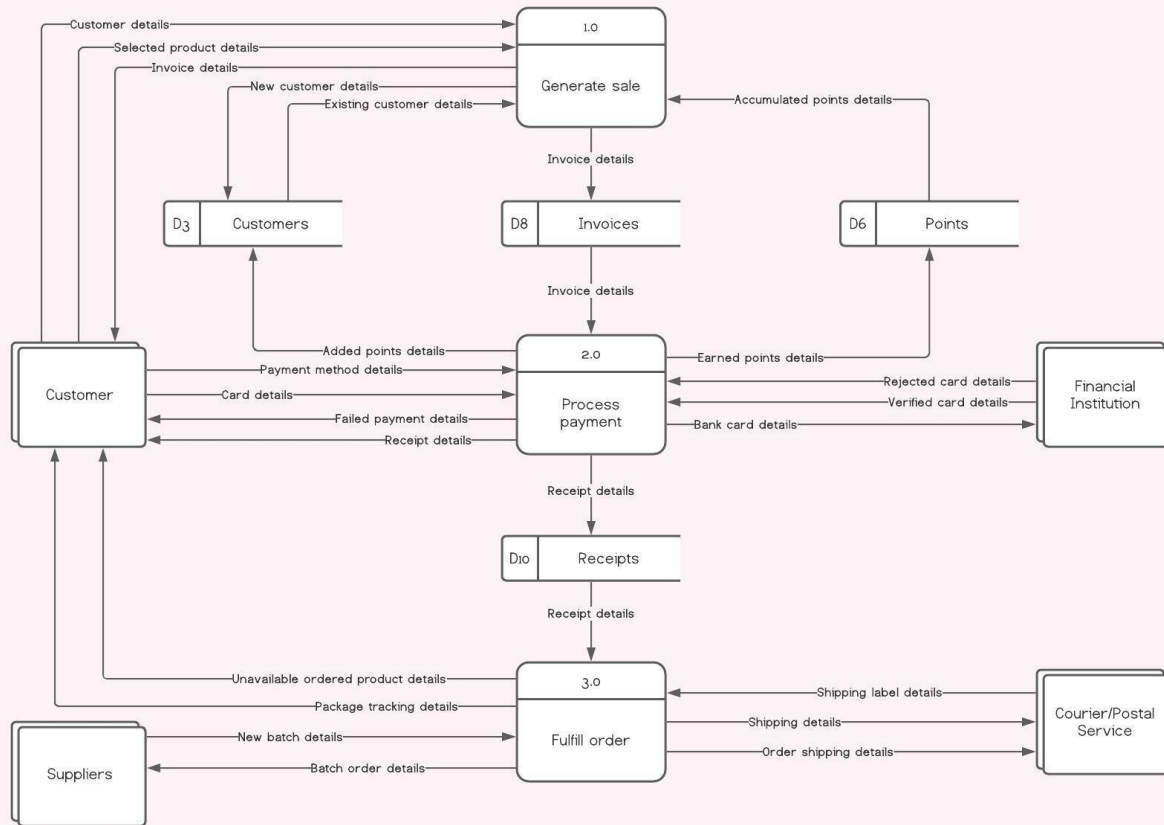 Customer details
1.0
Selected product details
Invoice details
New customer details
Generate sale
Existing customer details
Accumulated points details
Invoice details
D3
Customers
D8
Invoices
D6
Points
Invoice details
Added points details
2.0
Earned points details
Payment method details
Rejected card details
Customer
Card details
Process
payment
Verified card details
Financial
Institution
Failed payment details
Bank card details
Receipt details
Receipt details
D10
Receipts
Receipt details
Unavailable ordered product details
3.0
Shipping label details
Package tracking details
Shipping details
Courier/Postal
Service
New batch details
Fulfill order
Order shipping details
Suppliers
Batch order details